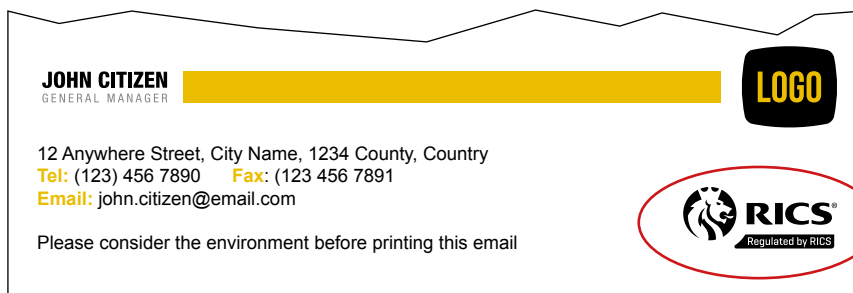 JOHN CITIZEN
GENERAL MANAGER
LOGO
12 Anywhere Street, City Name, 1234 County, Country
Tel: (123) 456 7890 Fax: (123 456 7891
Email: john.citizen@email.com
RICS®
Regulated by RICS
Please consider the environment before printing this email